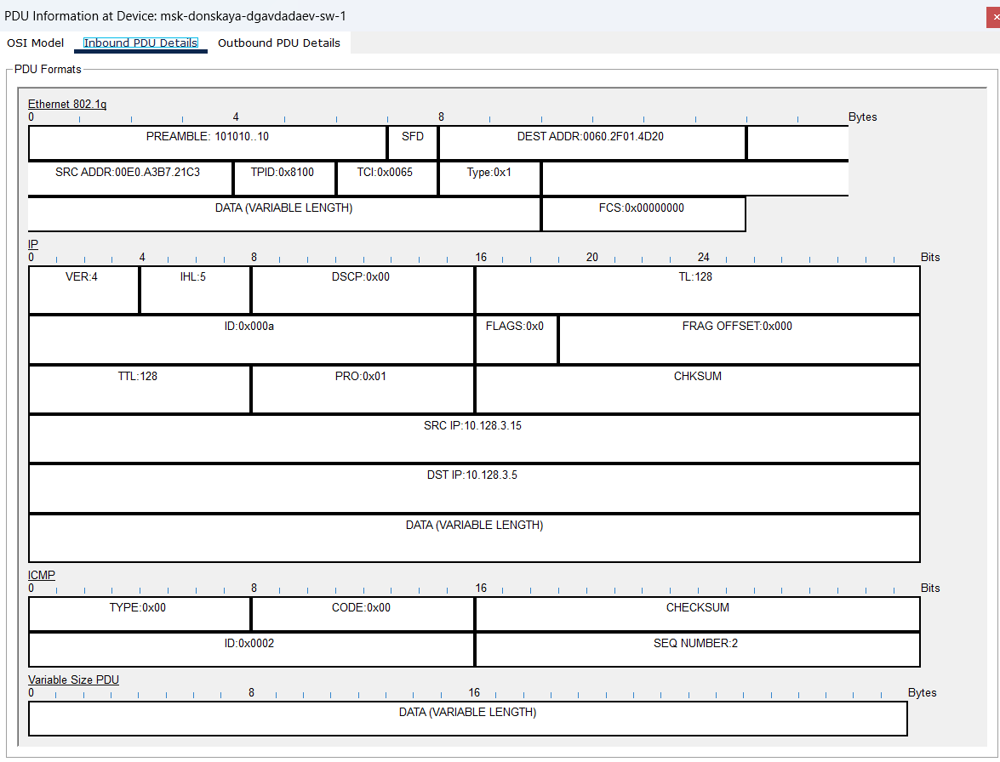 PDU Information at Device: msk-donskaya-dgavdadaev-sw-1
x
OSI Model Inbound PDU Details Outbound PDU Details
PDU Formats
Ethernet 802.1q
0 4 8 Bytes
PREAMBLE: 101010..10 SFD DEST ADDR:0060.2F01.4D20
SRC ADDR:00E0.A3B7.21C3 TPID:0x8100 TCI:0x0065 Type:0x1
DATA (VARIABLE LENGTH) FCS:0x00000000
IP
0 4 8 16 20 24 Bits
VER:4 IHL:5 DSCP:0x00 TL:128
ID:0x000a FLAGS:0x0 FRAG OFFSET:0x000
TTL:128 PRO:0x01 CHKSUM
SRC IP:10.128.3.15
DST IP:10.128.3.5
DATA (VARIABLE LENGTH)
ICMP
0 8 16 Bits
TYPE:0x00 CODE:0x00 CHECKSUM
ID:0x0002 SEQ NUMBER:2
Variable Size PDU
0 8 16 Bytes
DATA (VARIABLE LENGTH)